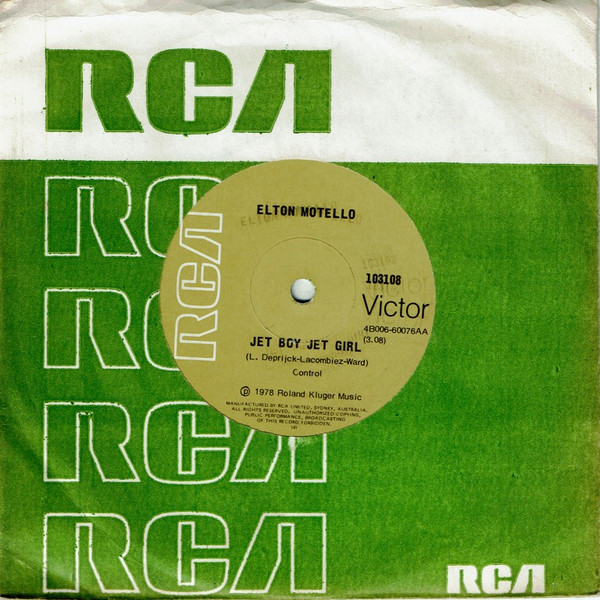 RCA
RCA
RCA
RCA
RCA
RCA
RCA
ELTON MOTELLO
103108
Victor
4B006-60076AA
(3.08)
JET BOY JET GIRL
(L. Deprijck-Lacombiez-Ward)
Control
℗ 1978 Roland Kluger Music
MANUFACTURED BY RCA LIMITED, SYDNEY, AUSTRALIA.
ALL RIGHTS RESERVED. UNAUTHORIZED COPYING,
PUBLIC PERFORMANCE, BROADCASTING
OF THIS RECORD FORBIDDEN.